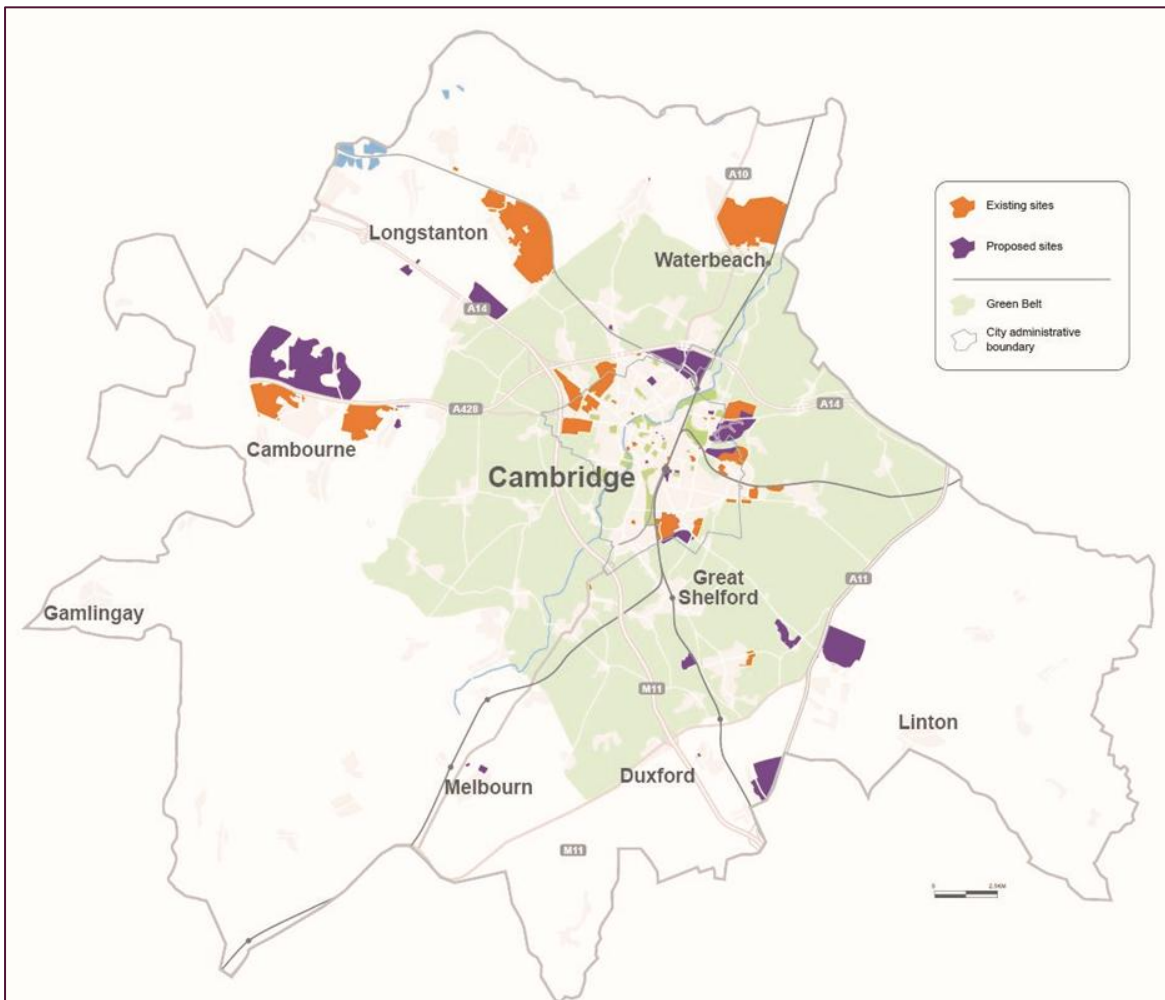 A10
Longstanton
Waterbeach
A14
A428
A14
Cambourne
Cambridge
Great
Shelford
A11
Gamlingay
M11
Linton
Duxford
Melbourn
M11
Existing sites
Proposed sites
Green Belt
City administrative
boundary
0